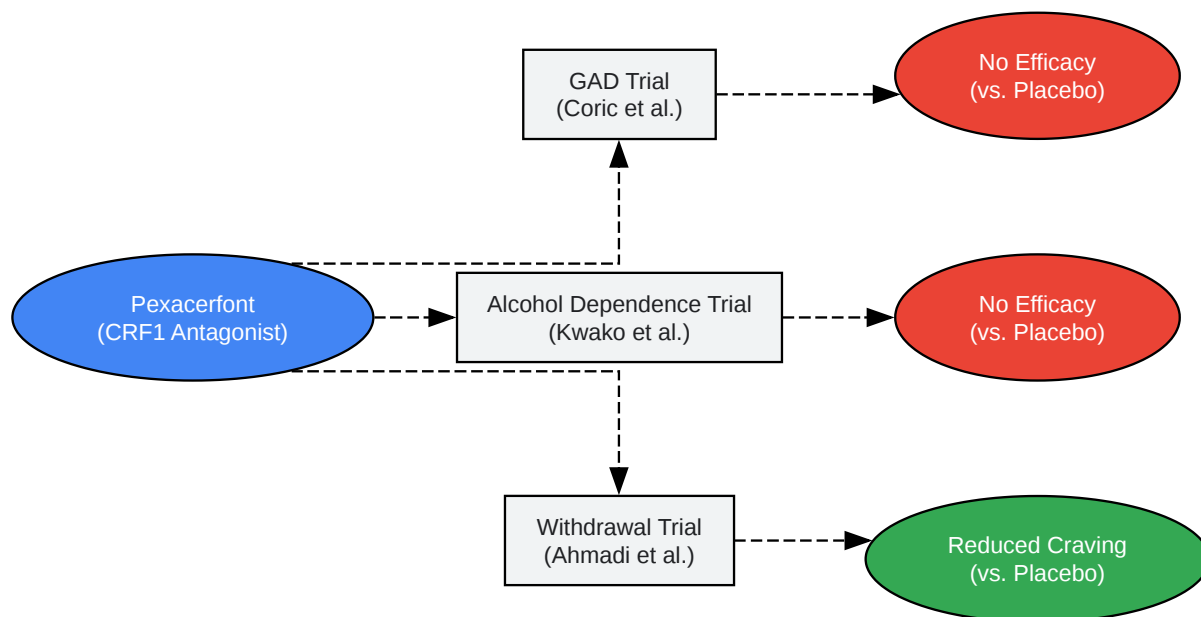 GAD Trial
(Coric et al.)
No Efficacy
(vs. Placebo)
Pexacerfont
(CRF1 Antagonist)
Alcohol Dependence Trial
(Kwako et al.)
No Efficacy
(vs. Placebo)
Withdrawal Trial
(Ahmadi et al.)
Reduced Craving
(vs. Placebo)